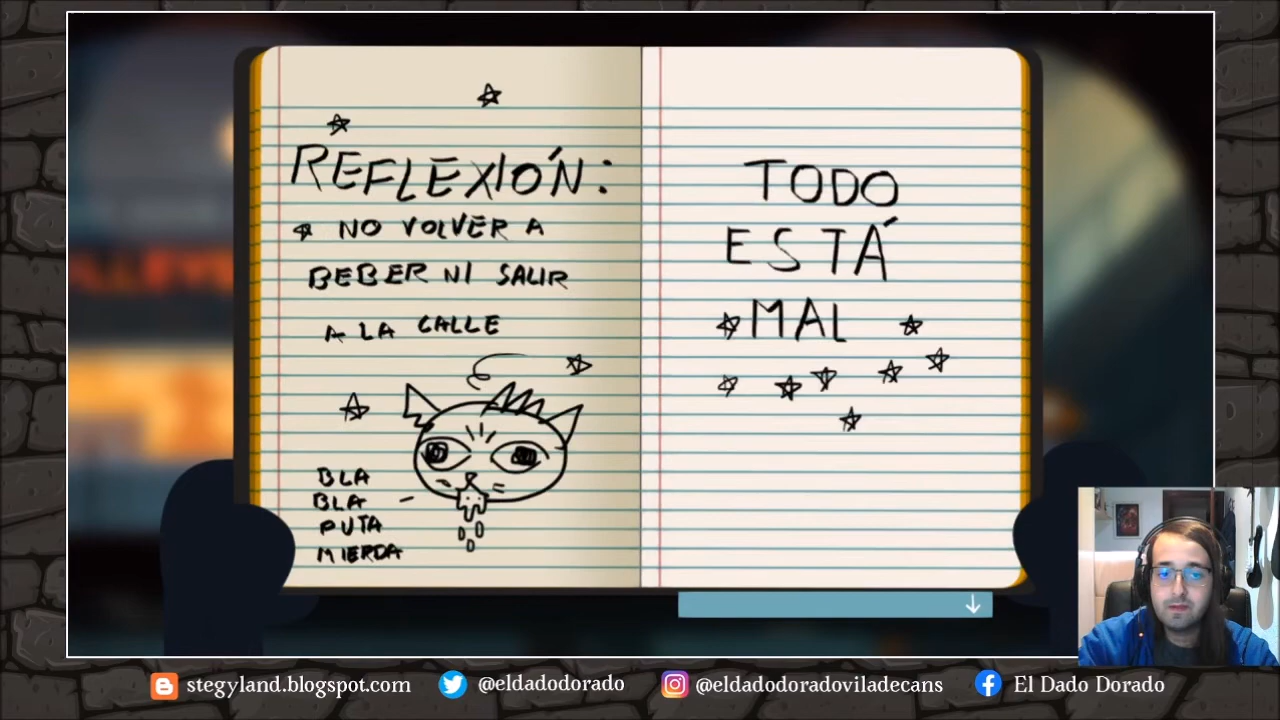 REFLEXIÓN:
NO VOLVER A
BEBER NI SALIR
A LA CALLE
BLA
BLA
PUTA
MIERDA
TODO
ESTÁ
MAL
stegyland.blogspot.com
@eldadodorado
@eldadodoradoviladecans
El Dado Dorado